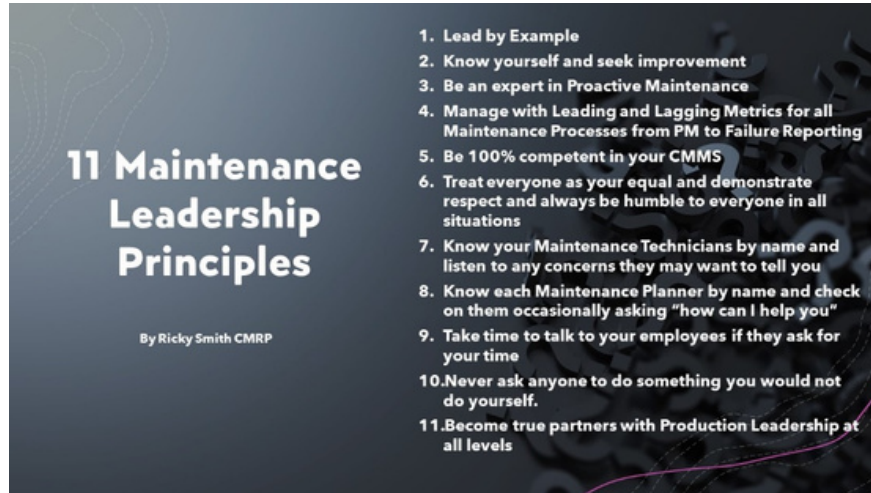 11 Maintenance
Leadership
Principles
By Ricky Smith CMRP
1. Lead by Example
2. Know yourself and seek improvement
3. Be an expert in Proactive Maintenance
4. Manage with Leading and Lagging Metrics for all
Maintenance Processes from PM to Failure Reporting
5. Be 100% competent in your CMMS
6. Treat everyone as your equal and demonstrate
respect and always be humble to everyone in all
situations
7. Know your Maintenance Technicians by name and
listen to any concerns they may want to tell you
8. Know each Maintenance Planner by name and check
on them occasionally asking “how can I help you”
9. Take time to talk to your employees if they ask for
your time
10.Never ask anyone to do something you would not
do yourself.
11.Become true partners with Production Leadership at
all levels